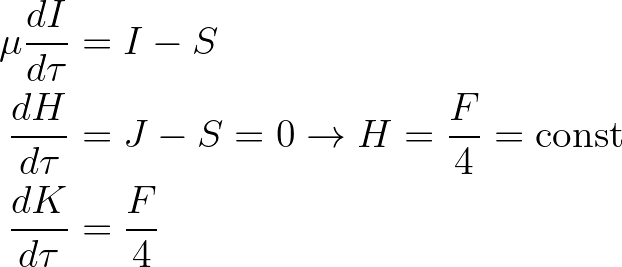 μ dI/dτ = I − S
dH/dτ = J − S = 0 → H = F/4 = const
dK/dτ = F/4